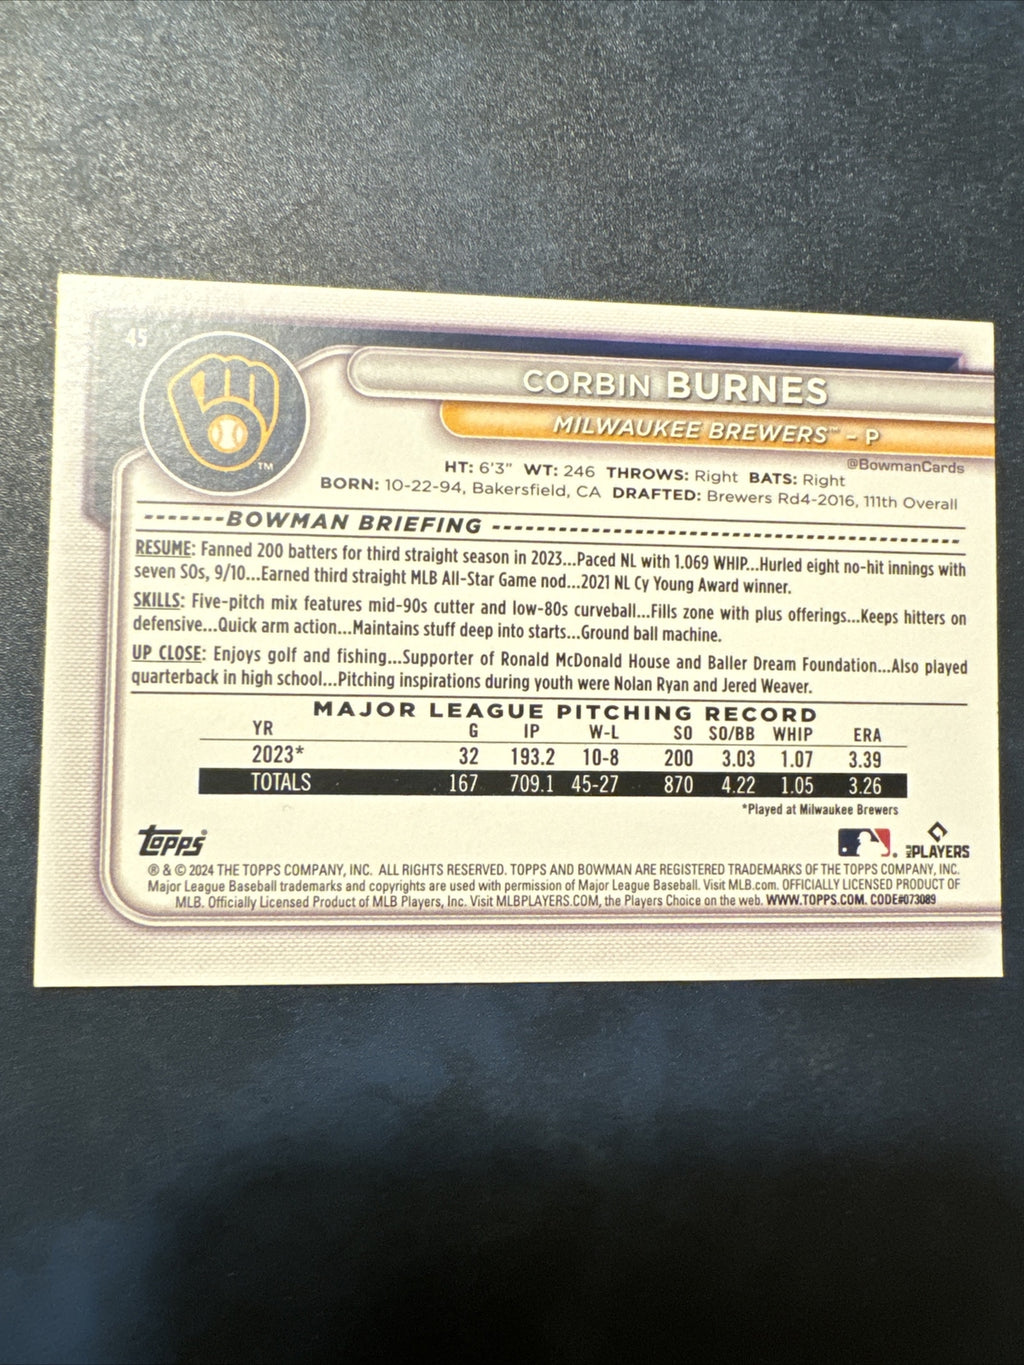 45
CORBIN BURNES
MILWAUKEE BREWERS™ – P
@BowmanCards
HT: 6'3" WT: 246 THROWS: Right BATS: Right
BORN: 10-22-94, Bakersfield, CA DRAFTED: Brewers Rd4-2016, 111th Overall
BOWMAN BRIEFING
RESUME: Fanned 200 batters for third straight season in 2023...Paced NL with 1.069 WHIP...Hurled eight no-hit innings with
seven SOs, 9/10...Earned third straight MLB All-Star Game nod...2021 NL Cy Young Award winner.
SKILLS: Five-pitch mix features mid-90s cutter and low-80s curveball...Fills zone with plus offerings...Keeps hitters on
defensive...Quick arm action...Maintains stuff deep into starts...Ground ball machine.
UP CLOSE: Enjoys golf and fishing...Supporter of Ronald McDonald House and Baller Dream Foundation...Also played
quarterback in high school...Pitching inspirations during youth were Nolan Ryan and Jered Weaver.
MAJOR LEAGUE PITCHING RECORD
YR G IP W-L SO SO/BB WHIP ERA
2023* 32 193.2 10-8 200 3.03 1.07 3.39
TOTALS 167 709.1 45-27 870 4.22 1.05 3.26
*Played at Milwaukee Brewers
TM
Topps®
MLB PLAYERS
® & © 2024 THE TOPPS COMPANY, INC. ALL RIGHTS RESERVED. TOPPS AND BOWMAN ARE REGISTERED TRADEMARKS OF THE TOPPS COMPANY, INC.
Major League Baseball trademarks and copyrights are used with permission of Major League Baseball. Visit MLB.com. OFFICIALLY LICENSED PRODUCT OF
MLB. Officially Licensed Product of MLB Players, Inc. Visit MLBPLAYERS.COM, the Players Choice on the web. WWW.TOPPS.COM. CODE#073089